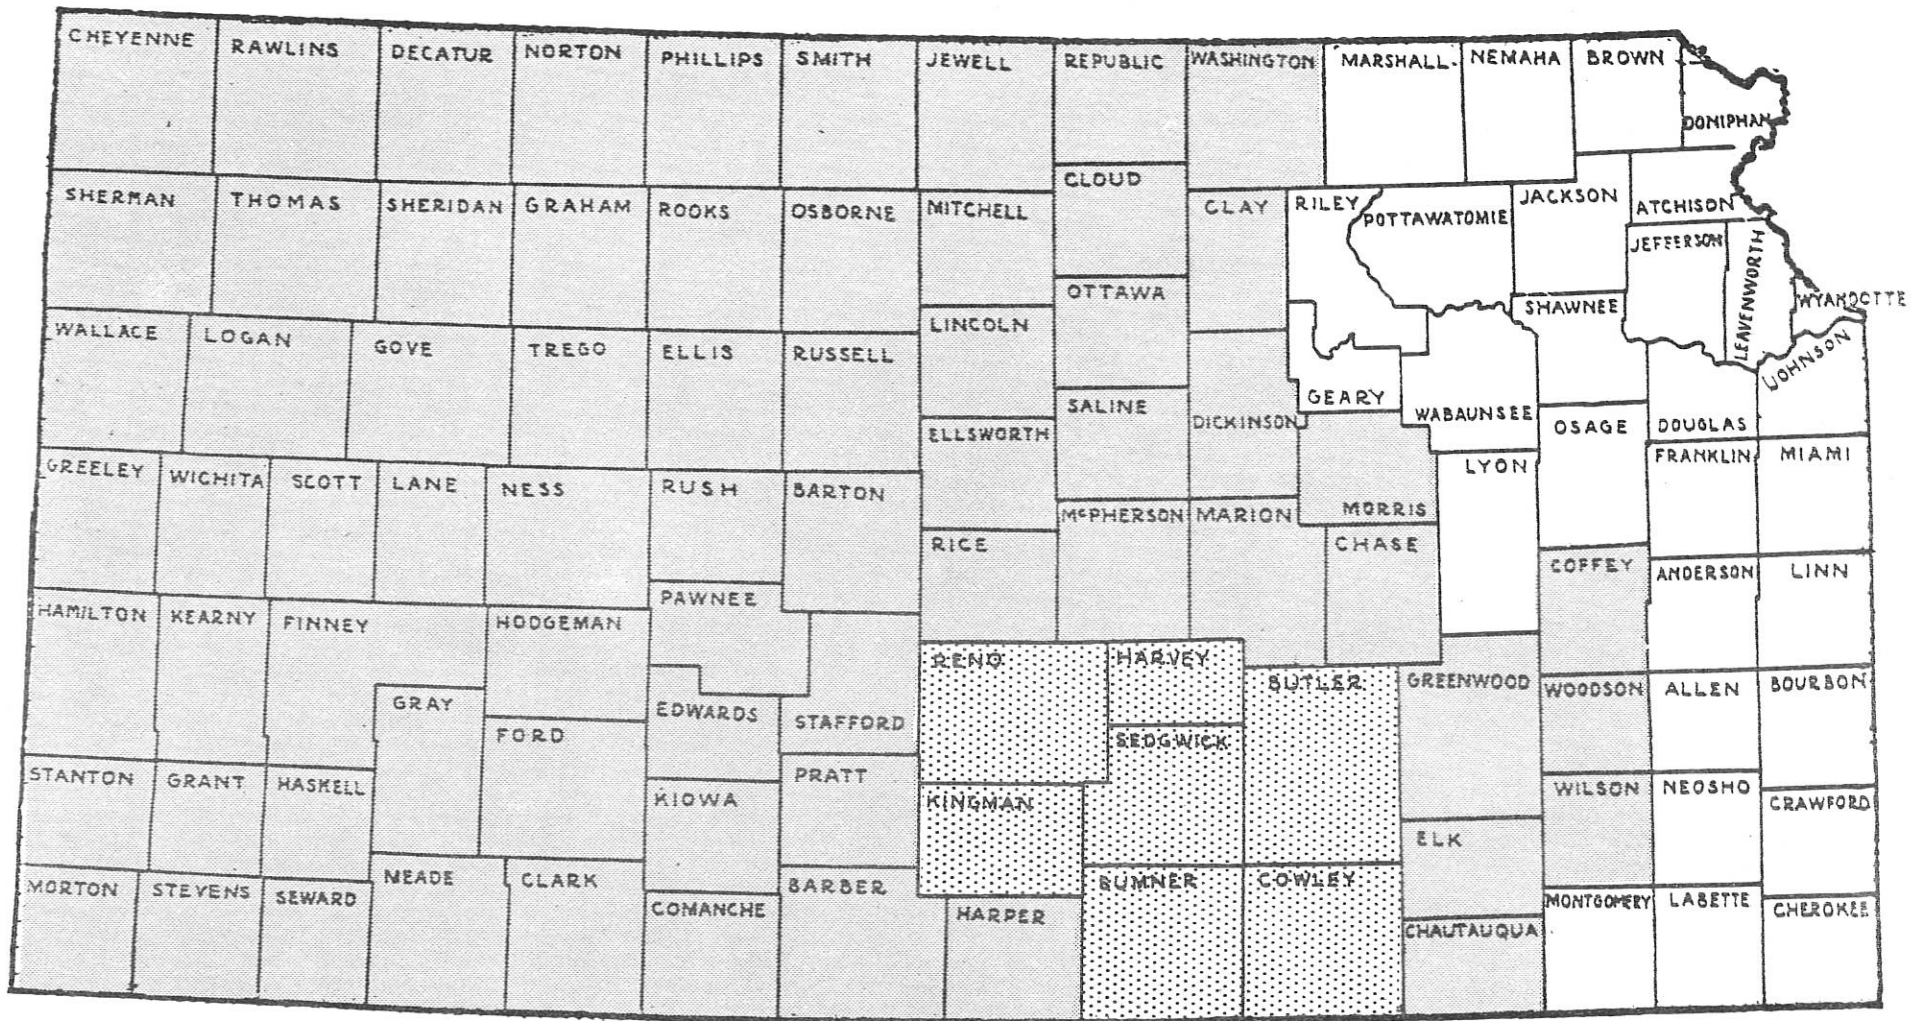 CHEYENNE
RAWLINS
DECATUR
NORTON
PHILLIPS
SMITH
JEWELL
REPUBLIC
WASHINGTON
MARSHALL
NEMAHA
BROWN
DONIPHAN
SHERMAN
THOMAS
SHERIDAN
GRAHAM
ROOKS
OSBORNE
MITCHELL
CLOUD
CLAY
RILEY
POTTAWATOMIE
JACKSON
ATCHISON
JEFFERSON
LEAVENWORTH
WYANDOTTE
OTTAWA
LINCOLN
SHAWNEE
JOHNSON
WALLACE
LOGAN
GOVE
TREGO
ELLIS
RUSSELL
SALINE
DICKINSON
GEARY
WABAUNSEE
OSAGE
DOUGLAS
ELLSWORTH
FRANKLIN
MIAMI
GREELEY
WICHITA
SCOTT
LANE
NESS
RUSH
BARTON
LYON
McPHERSON
MARION
MORRIS
RICE
CHASE
COFFEY
ANDERSON
LINN
HAMILTON
KEARNY
FINNEY
HODGEMAN
PAWNEE
RENO
HARVEY
BUTLER
GREENWOOD
WOODSON
ALLEN
BOURBON
GRAY
FORD
EDWARDS
STAFFORD
SEDGWICK
STANTON
GRANT
HASKELL
KIOWA
PRATT
KINGMAN
WILSON
NEOSHO
CRAWFORD
ELK
MORTON
STEVENS
SEWARD
MEADE
CLARK
COMANCHE
BARBER
HARPER
SUMNER
COWLEY
CHAUTAUQUA
MONTGOMERY
LABETTE
CHEROKEE